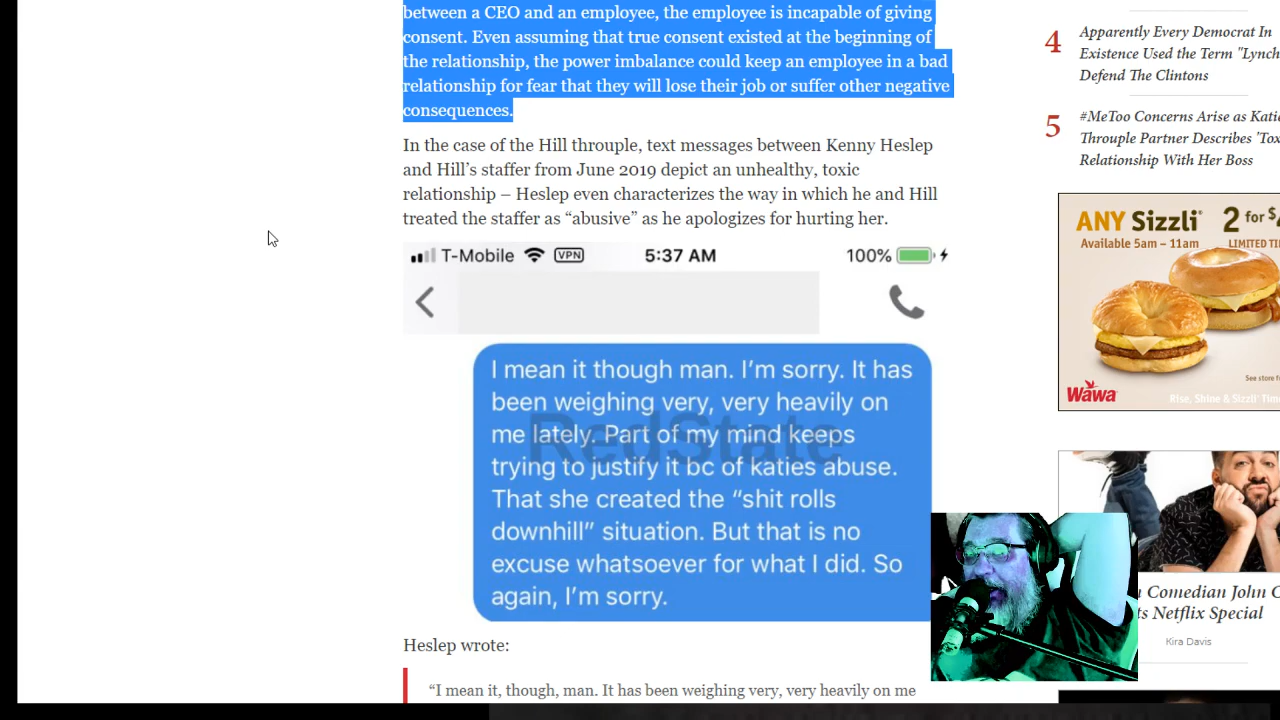 between a CEO and an employee, the employee is incapable of giving
consent. Even assuming that true consent existed at the beginning of
the relationship, the power imbalance could keep an employee in a bad
relationship for fear that they will lose their job or suffer other negative
consequences.
In the case of the Hill throuple, text messages between Kenny Heslep
and Hill’s staffer from June 2019 depict an unhealthy, toxic
relationship – Heslep even characterizes the way in which he and Hill
treated the staffer as “abusive” as he apologizes for hurting her.
T-Mobile VPN 5:37 AM 100%
I mean it though man. I’m sorry. It has
been weighing very, very heavily on
me lately. Part of my mind keeps
trying to justify it bc of katies abuse.
That she created the “shit rolls
downhill” situation. But that is no
excuse whatsoever for what I did. So
again, I’m sorry.
RedState
Heslep wrote:
“I mean it, though, man. It has been weighing very, very heavily on me
4 Apparently Every Democrat In
Existence Used the Term "Lynch
Defend The Clintons
5 #MeToo Concerns Arise as Katie
Throuple Partner Describes 'Tox
Relationship With Her Boss
ANY Sizzli® 2 for $
Available 5am – 11am LIMITED TI
See store f
Wawa
Rise, Shine & Sizzli Tim
Comedian John C
ts Netflix Special
Kira Davis